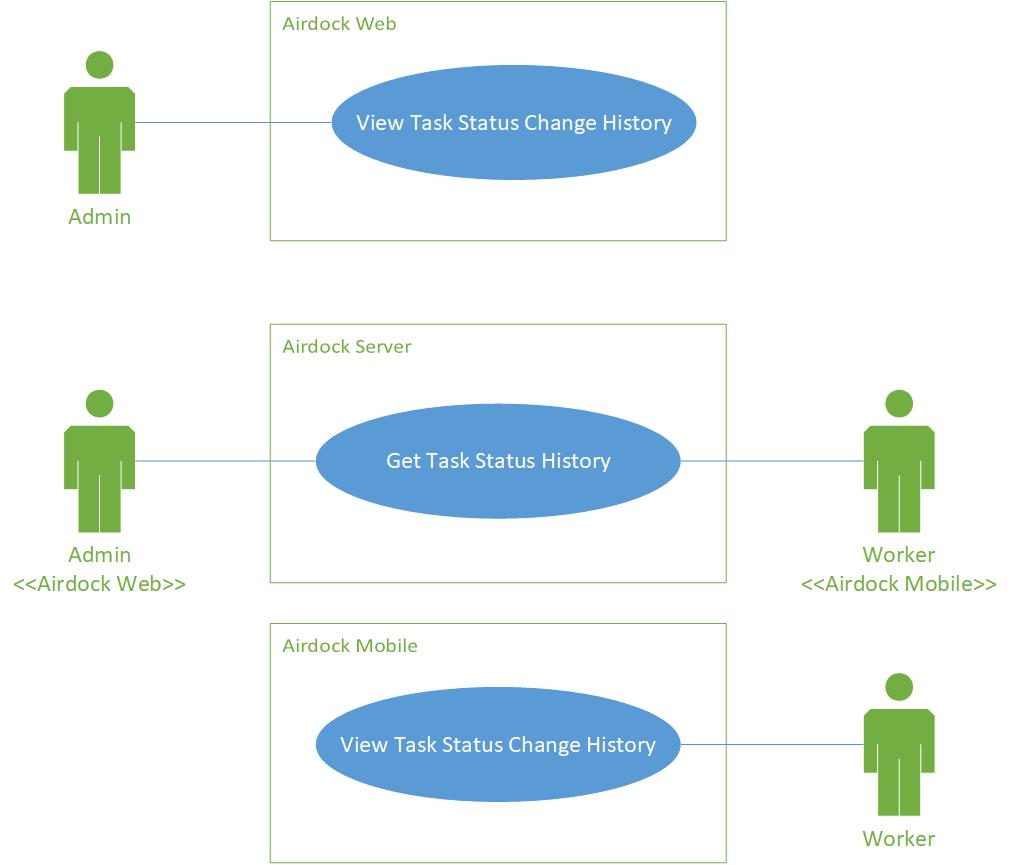 Airdock Web
View Task Status Change History
Admin
Airdock Server
Get Task Status History
Admin
<<Airdock Web>>
Worker
<<Airdock Mobile>>
Airdock Mobile
View Task Status Change History
Worker